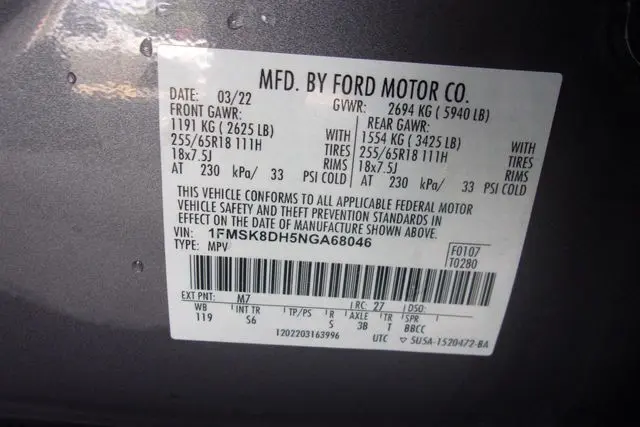 MFD. BY FORD MOTOR CO.
DATE: 03/22 GVWR: 2694 KG ( 5940 LB)
FRONT GAWR: REAR GAWR:
1191 KG ( 2625 LB) WITH 1554 KG ( 3425 LB) WITH
255/65R18 111H TIRES 255/65R18 111H TIRES
18x7.5J RIMS 18x7.5J RIMS
AT 230 kPa/ 33 PSI COLD AT 230 kPa/ 33 PSI COLD
THIS VEHICLE CONFORMS TO ALL APPLICABLE FEDERAL MOTOR
VEHICLE SAFETY AND THEFT PREVENTION STANDARDS IN
EFFECT ON THE DATE OF MANUFACTURE SHOWN ABOVE.
VIN: 1FMSK8DH5NGA68046
TYPE: MPV
F0107
T0280
EXT PNT: M7 RC: 27 DSO:
WB INT TR TP/PS R AXLE TR SPR
119 S6 S 3B T BBCC
1202203163996 UTC ▽ 5U5A-1520472-BA